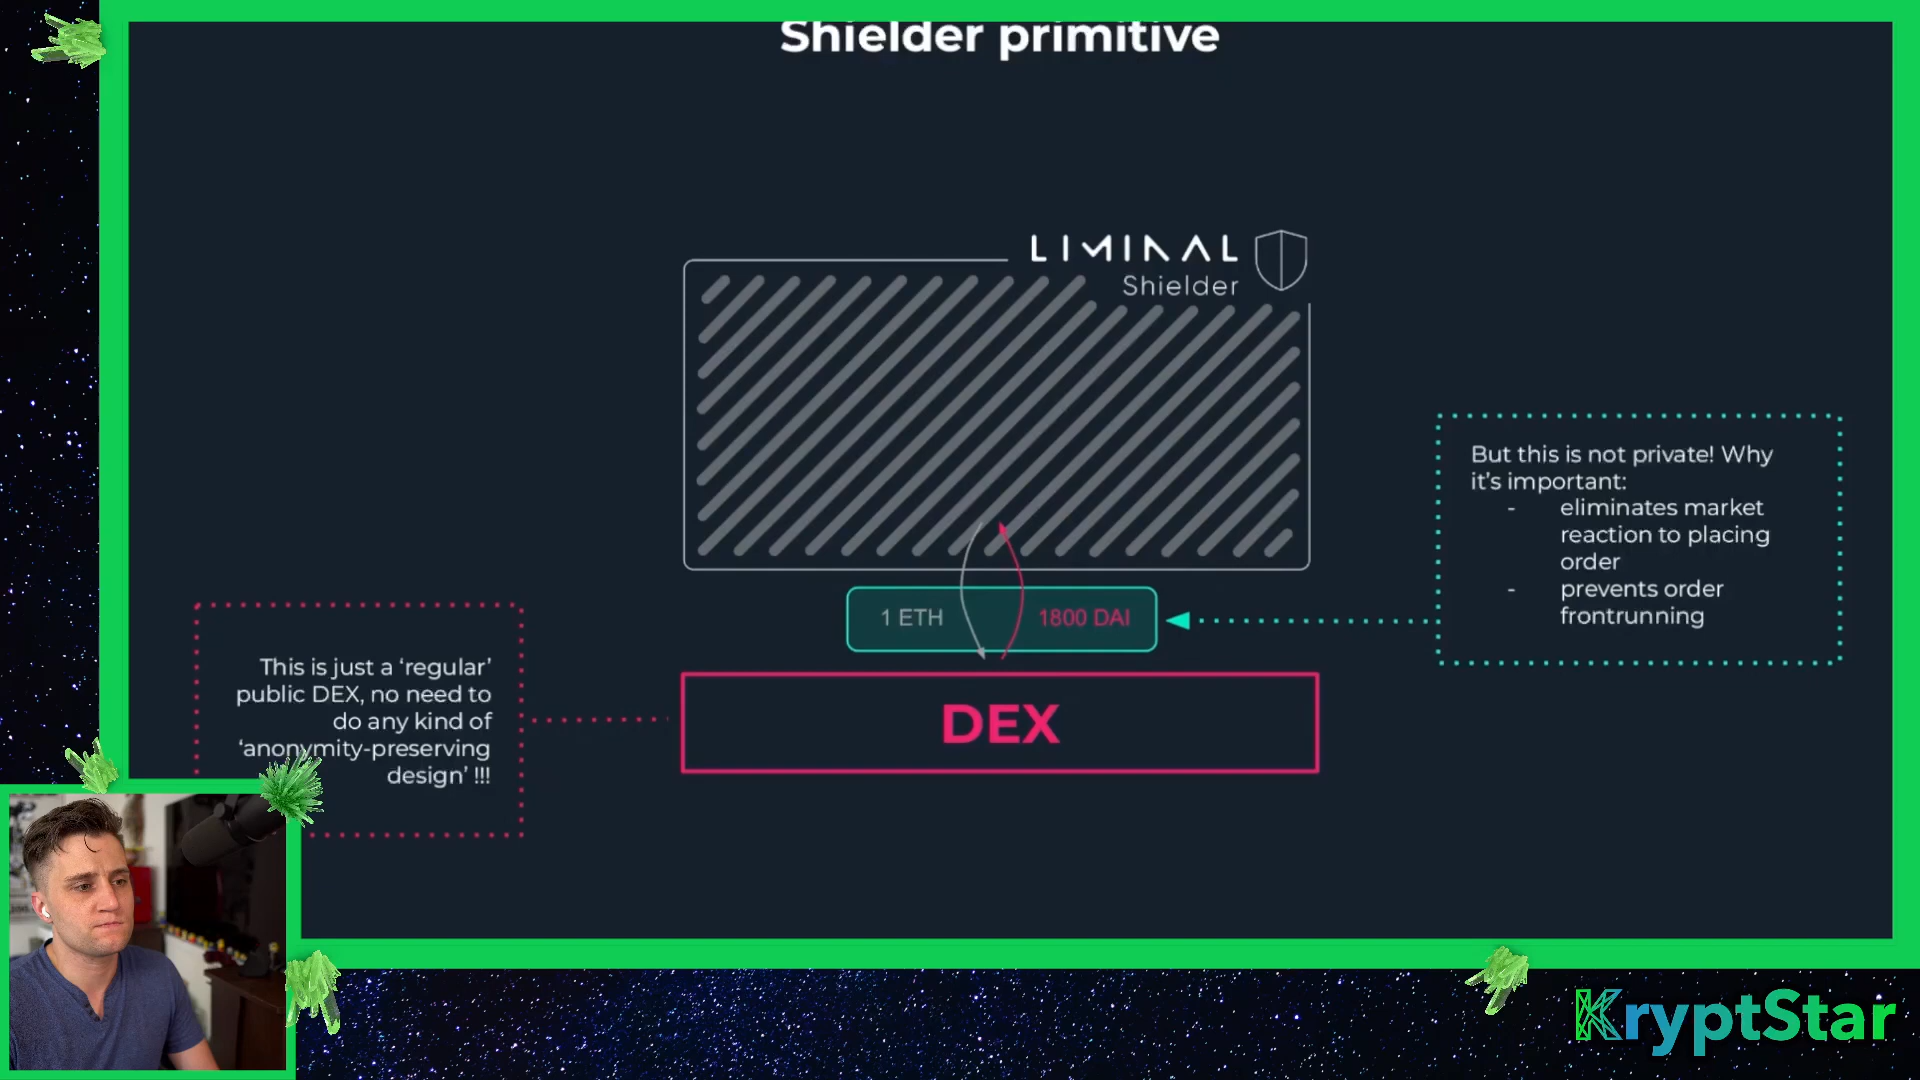 Shielder primitive
LIMINAL
Shielder
But this is not private! Why
it's important:
- eliminates market
reaction to placing
order
- prevents order
frontrunning
1 ETH 1800 DAI
This is just a ‘regular’
public DEX, no need to
do any kind of
‘anonymity-preserving
design’ !!!
DEX
KryptStar